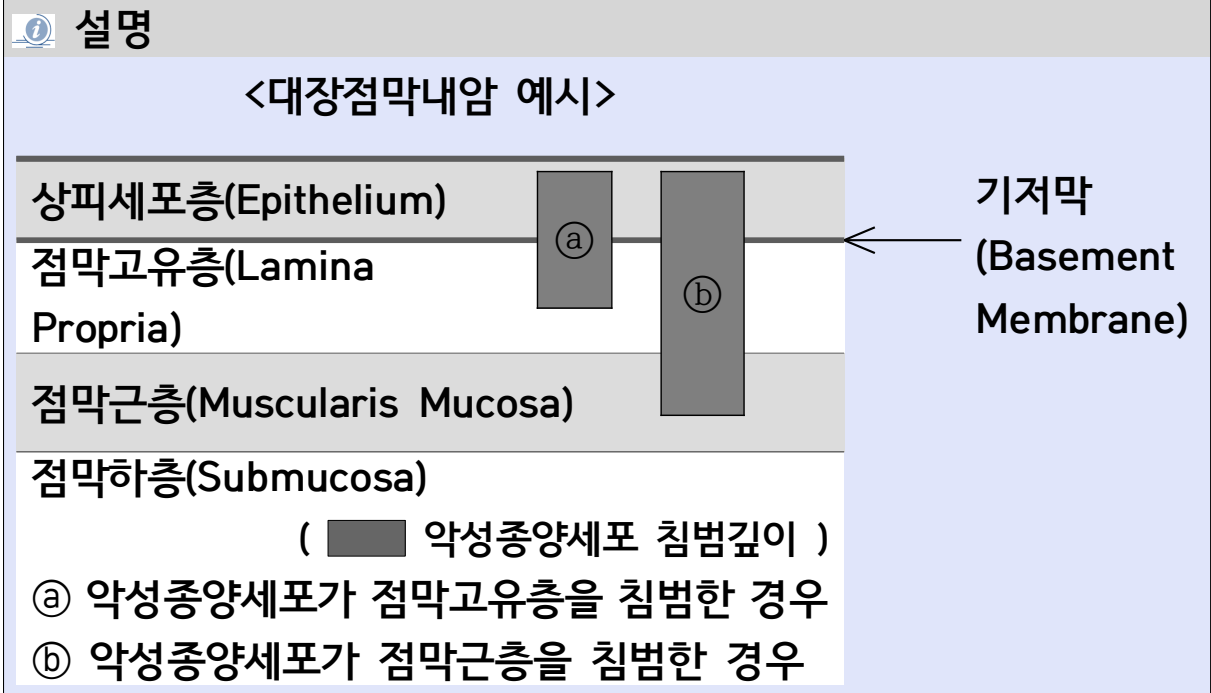 설명
<대장점막내암 예시>
상피세포층(Epithelium)
ⓐ
기저막
(Basement
Membrane)
점막고유층(Lamina
Propria)
ⓑ
점막근층(Muscularis Mucosa)
점막하층(Submucosa)
( 악성종양세포 침범깊이 )
ⓐ 악성종양세포가 점막고유층을 침범한 경우
ⓑ 악성종양세포가 점막근층을 침범한 경우